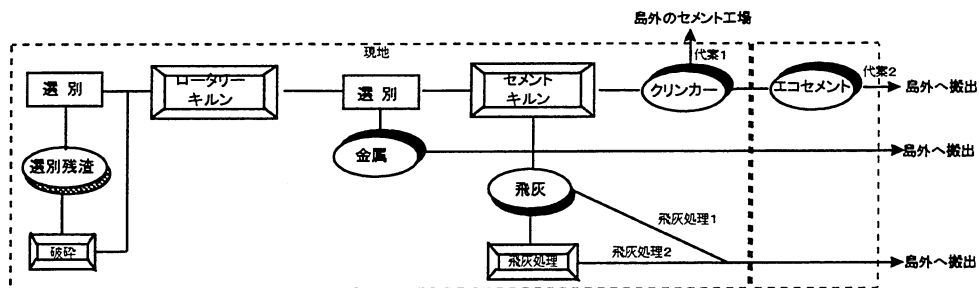 島外のセメント工場
現地
代案1
代案2
選別
ロータリー
キルン
選別
セメント
キルン
クリンカー
エコセメント
島外へ搬出
選別残渣
金属
島外へ搬出
飛灰
飛灰処理1
破砕
飛灰処理
飛灰処理2
島外へ搬出